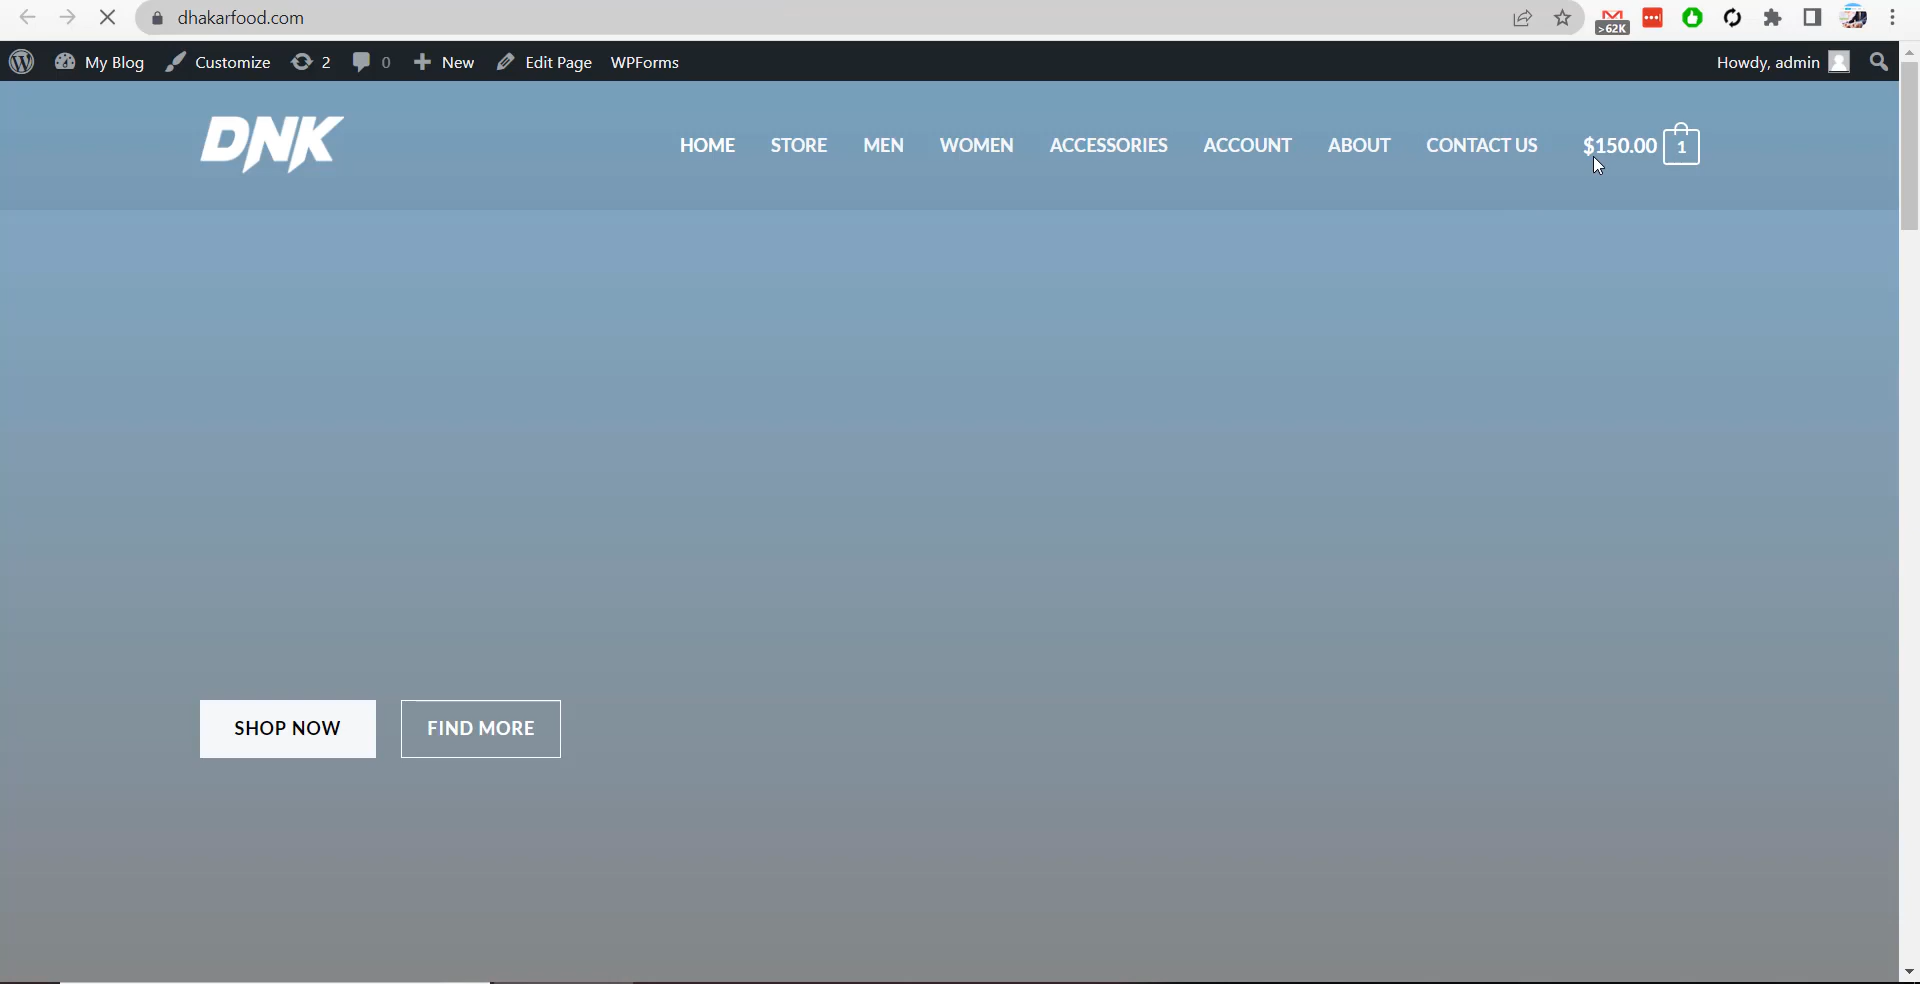 dhakarfood.com
>62K
My Blog Customize 2 0 New Edit Page WPForms Howdy, admin
DNK HOME STORE MEN WOMEN ACCESSORIES ACCOUNT ABOUT CONTACT US $150.00 1
SHOP NOW FIND MORE